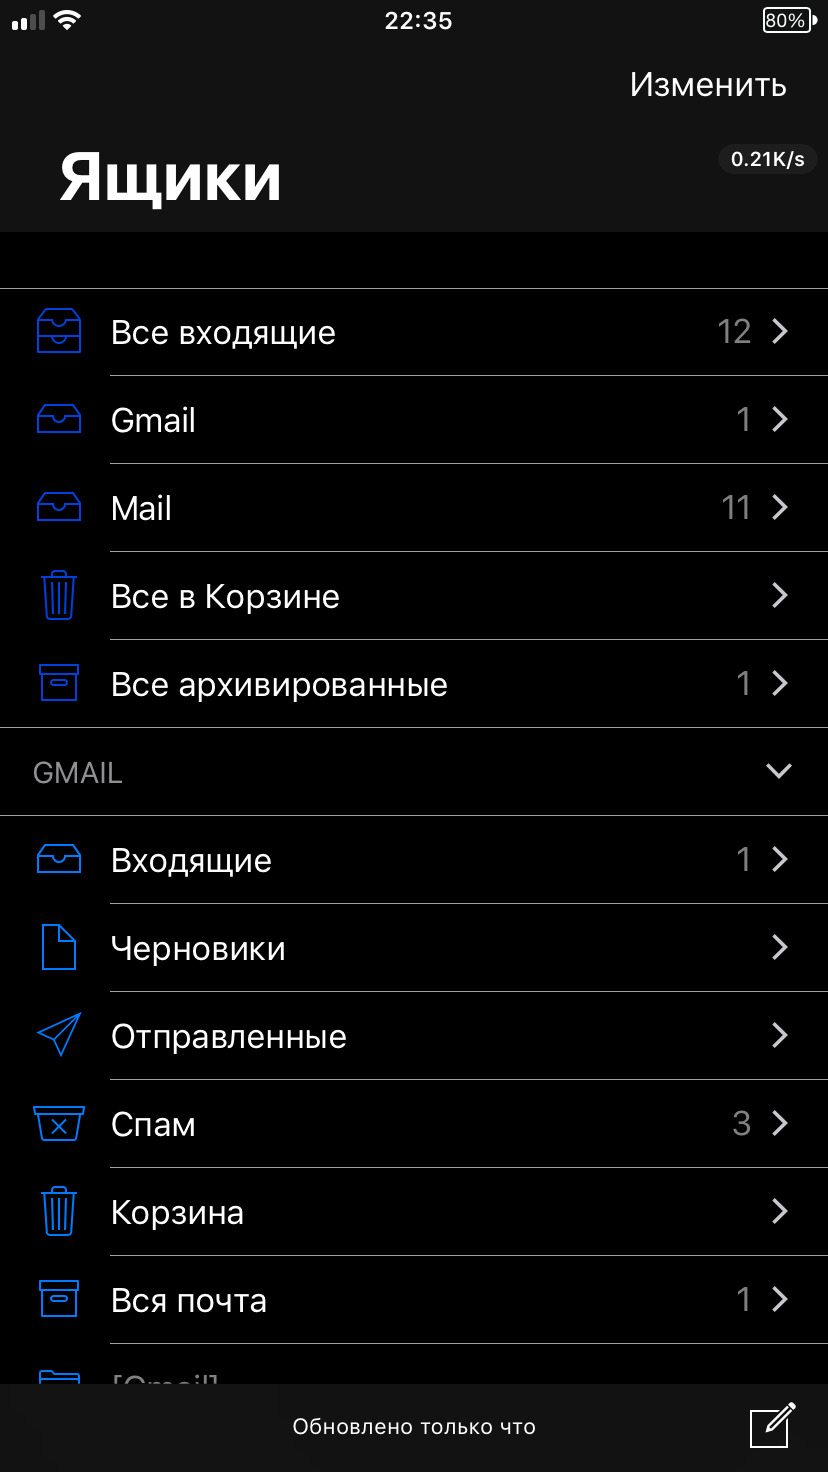 22:35
80%
Изменить
Ящики
0.21K/s
Все входящие 12
Gmail 1
Mail 11
Все в Корзине
Все архивированные 1
GMAIL
Входящие 1
Черновики
Отправленные
Спам 3
Корзина
Вся почта 1
[Gmail]
Обновлено только что